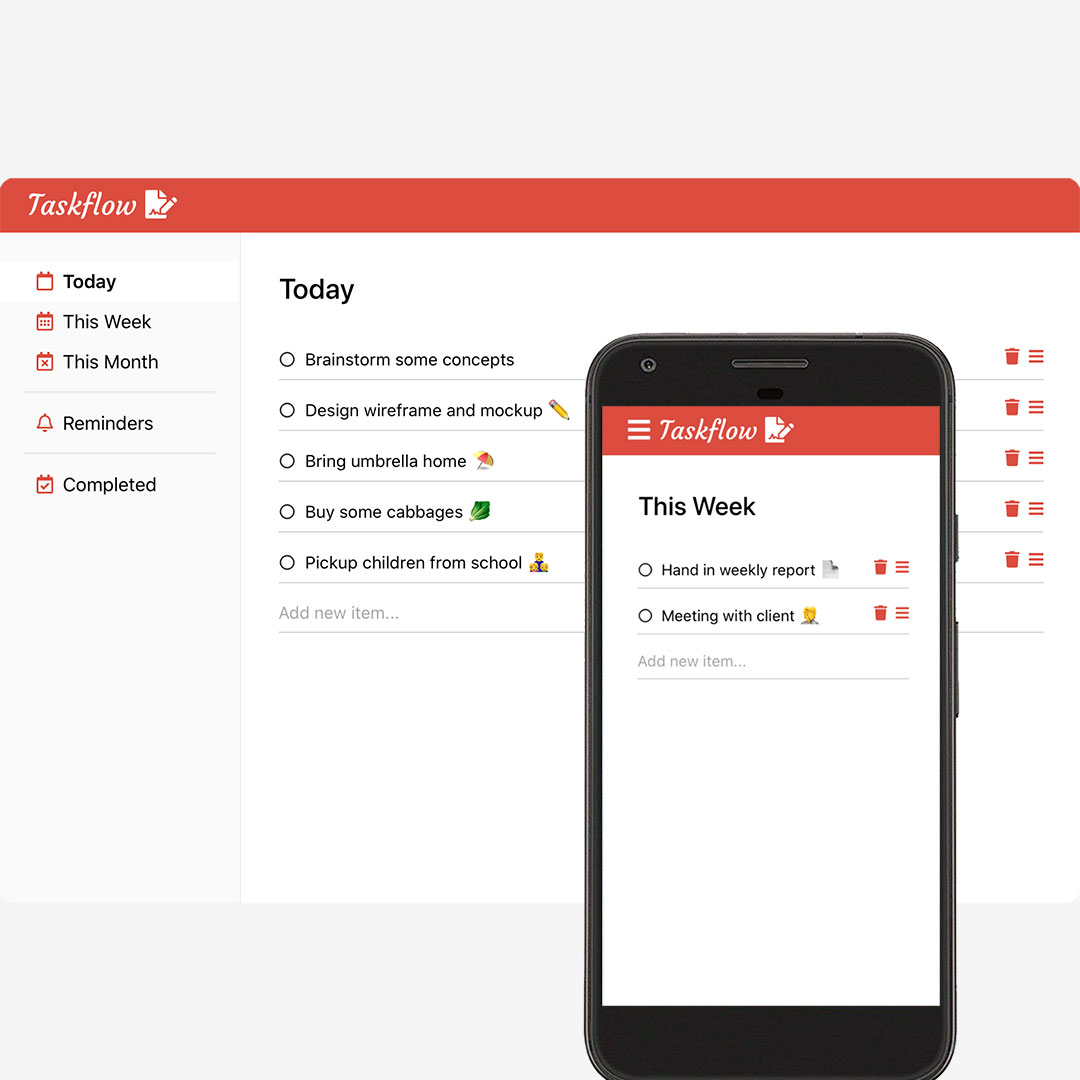 Taskflow
Today
This Week
This Month
Reminders
Completed
Today
Brainstorm some concepts
Design wireframe and mockup ✏️
Bring umbrella home ⛱️
Buy some cabbages 🥬
Pickup children from school 👨‍👧‍👦
Add new item...
Taskflow
This Week
Hand in weekly report 📄
Meeting with client 🤦
Add new item...